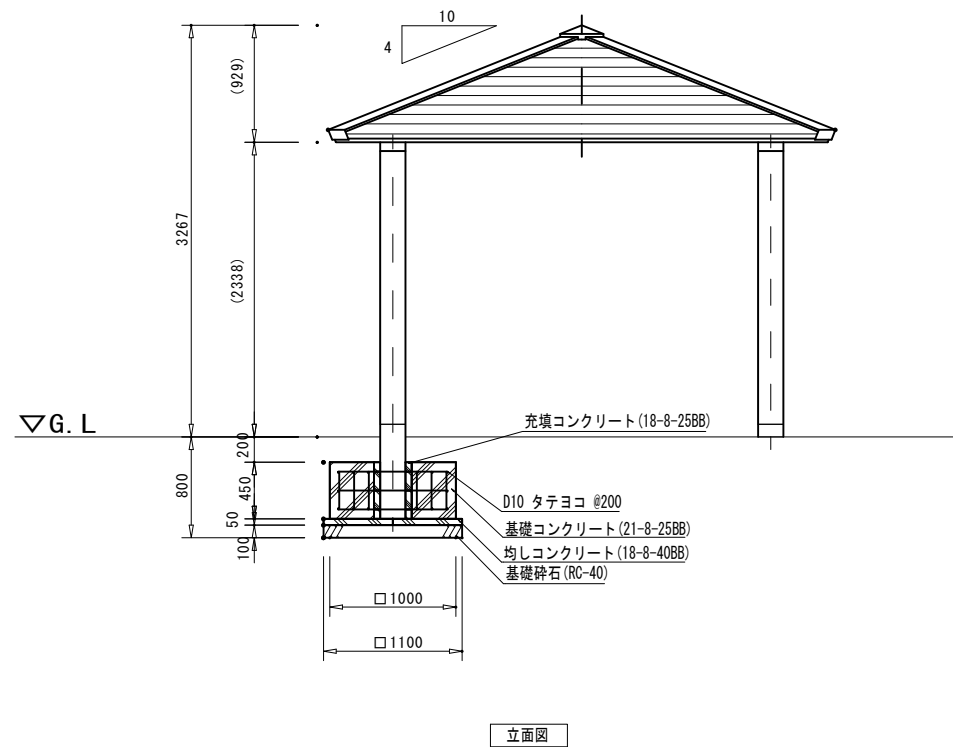 10
4
(929)
3267
(2338)
▽G.L
200
充填コンクリート(18-8-25BB)
800
450
D10 タテヨコ @200
50
基礎コンクリート(21-8-25BB)
均しコンクリート(18-8-40BB)
100
基礎砕石(RC-40)
□1000
□1100
立面図